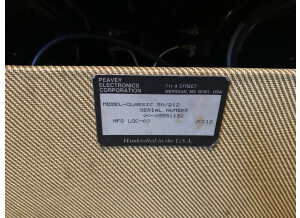 PEAVEY
ELECTRONICS
CORPORATION
711 A STREET
MERIDIAN, MS 39301 USA
MODEL-CLASSIC 50/212
SERIAL NUMBER
MFG LOC-
Handcrafted in the U.S.A.